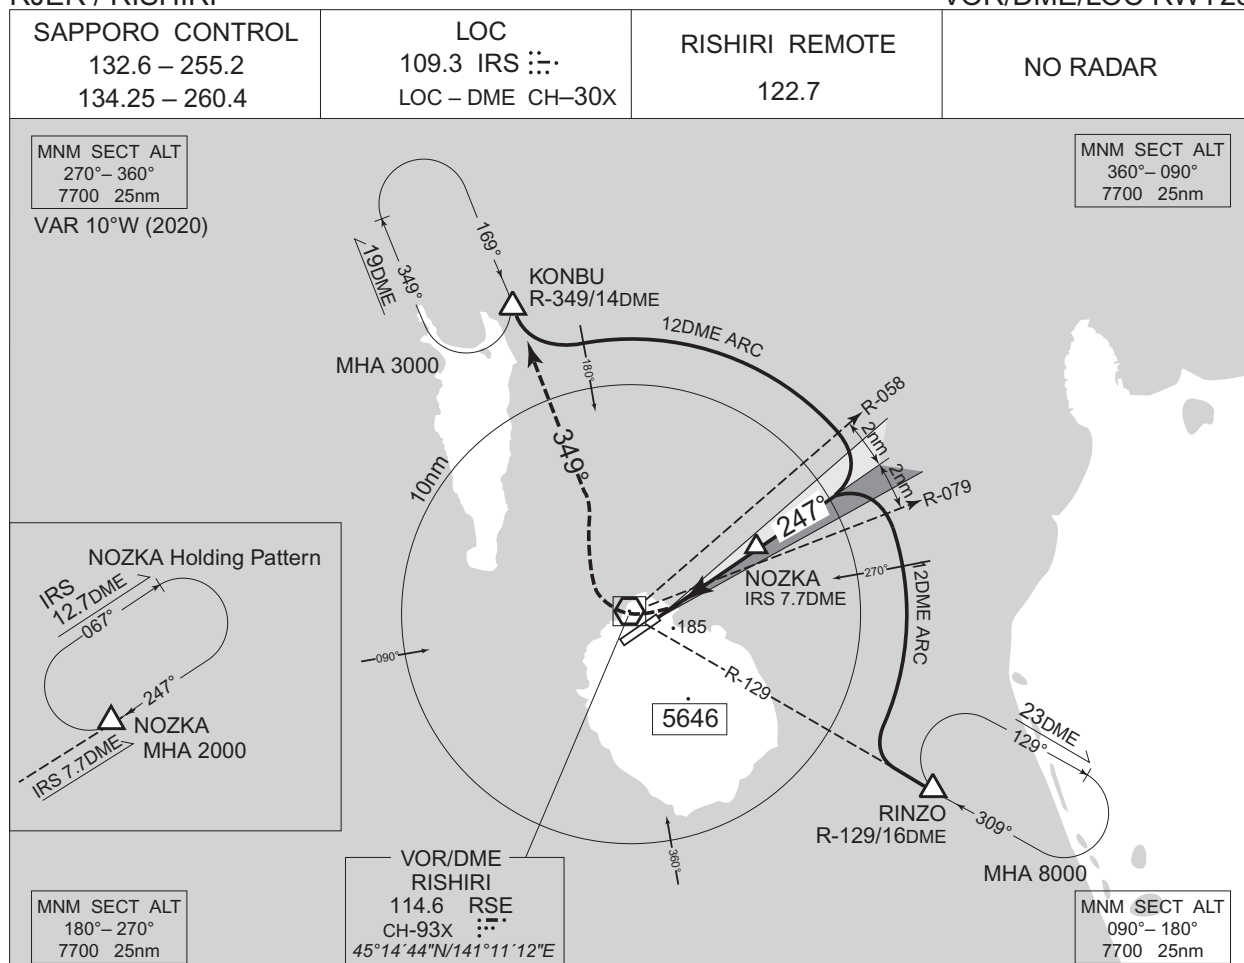 RJER / RISHIRI
VOR/DME/LOC RWY25
SAPPORO CONTROL
132.6 – 255.2
134.25 – 260.4
LOC
109.3 IRS
LOC – DME CH–30X
RISHIRI REMOTE
122.7
NO RADAR
MNM SECT ALT
270°– 360°
7700 25nm
VAR 10°W (2020)
MNM SECT ALT
360°– 090°
7700 25nm
169°
349°
19DME
KONBU
R-349/14DME
MHA 3000
12DME ARC
180°
R-058
2nm
2nm
R-079
349°
10nm
247°
NOZKA
IRS 7.7DME
270°
12DME ARC
NOZKA Holding Pattern
IRS
12.7DME
067°
247°
NOZKA
MHA 2000
IRS 7.7DME
090°
185
R-129
5646
23DME
129°
309°
RINZO
R-129/16DME
MHA 8000
360°
VOR/DME
RISHIRI
114.6 RSE
CH-93X
45°14´44"N/141°11´12"E
MNM SECT ALT
180°– 270°
7700 25nm
MNM SECT ALT
090°– 180°
7700 25nm